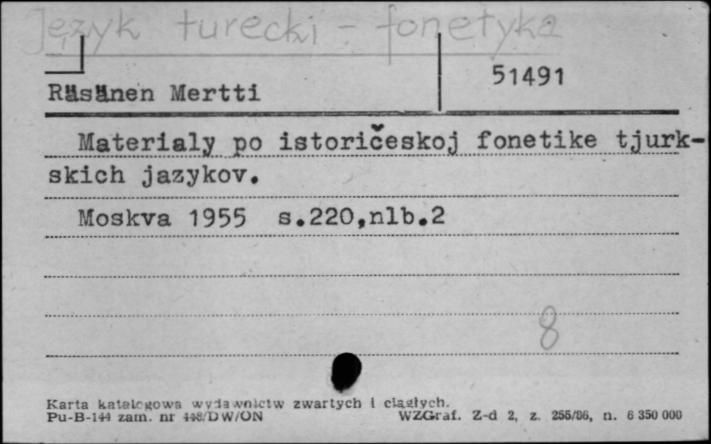 Język turecki - fonetyka
51491
Räsänen Mertti
Materialy po istoričeskoj fonetike tjurk-
skich jazykov.
Moskva 1955 s.220,nlb.2
8
Karta katalogowa wydawnictw zwartych i ciągłych.
Pu-B-144 zam. nr 448/DW/ON WZGraf. Z-d 2, z. 255/86, n. 6 350 000